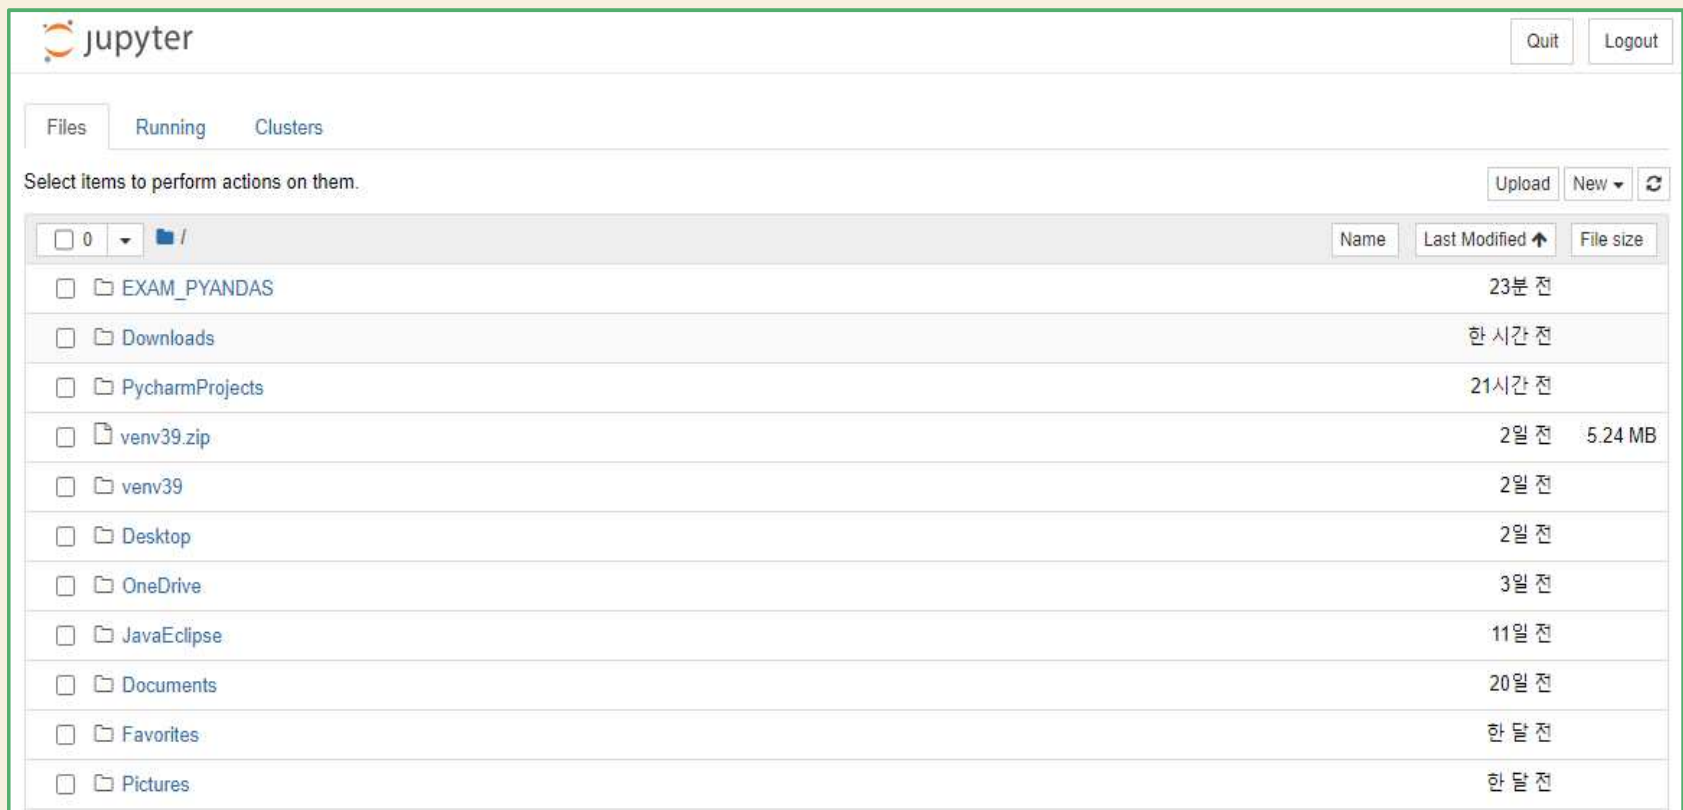 jupyter
Quit Logout
Files Running Clusters
Select items to perform actions on them.
Upload New
0 / Name Last Modified File size
EXAM_PYANDAS 23분 전
Downloads 한 시간 전
PycharmProjects 21시간 전
venv39.zip 2일 전 5.24 MB
venv39 2일 전
Desktop 2일 전
OneDrive 3일 전
JavaEclipse 11일 전
Documents 20일 전
Favorites 한 달 전
Pictures 한 달 전